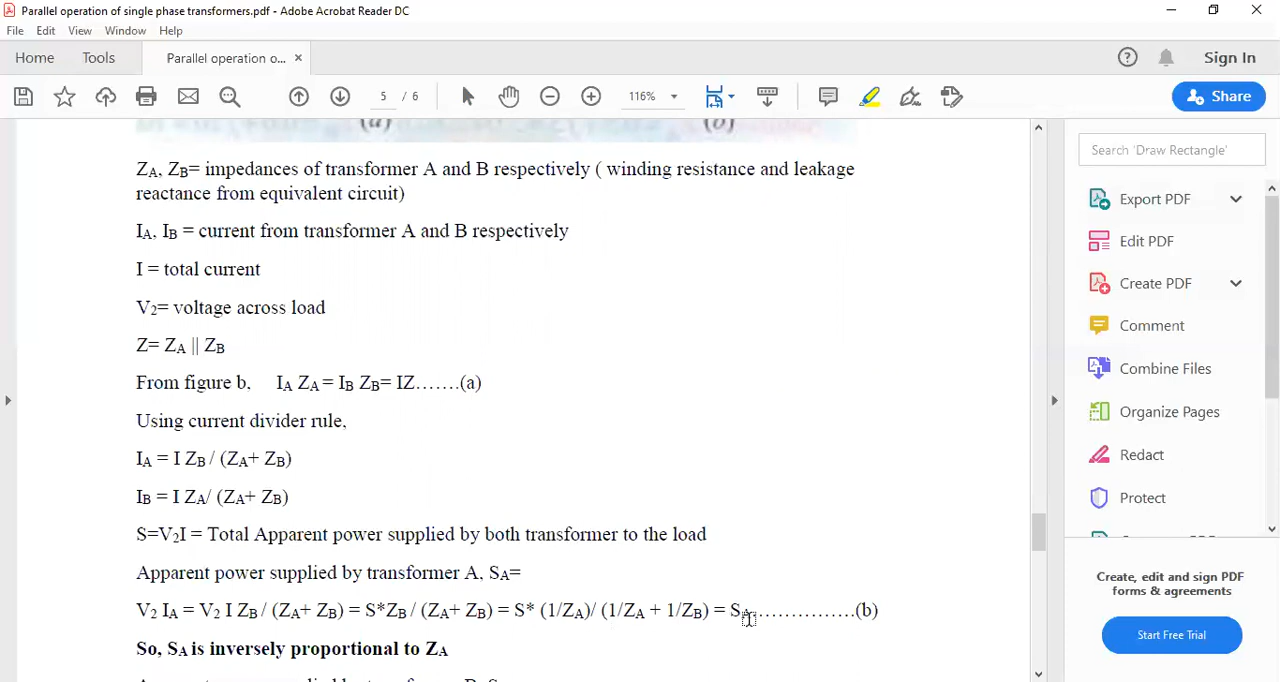 Parallel operation of single phase transformers.pdf - Adobe Acrobat Reader DC
File Edit View Window Help
Home Tools Parallel operation o... × Sign In
5 / 6 116% Share
(a) (b)
ZA, ZB= impedances of transformer A and B respectively ( winding resistance and leakage
reactance from equivalent circuit)
IA, IB = current from transformer A and B respectively
I = total current
V2= voltage across load
Z= ZA || ZB
From figure b, IA ZA = IB ZB= IZ…….(a)
Using current divider rule,
IA = I ZB / (ZA+ ZB)
IB = I ZA/ (ZA+ ZB)
S=V2I = Total Apparent power supplied by both transformer to the load
Apparent power supplied by transformer A, SA=
V2 IA = V2 I ZB / (ZA+ ZB) = S*ZB / (ZA+ ZB) = S* (1/ZA)/ (1/ZA + 1/ZB) = SA……………(b)
So, SA is inversely proportional to ZA
Search 'Draw Rectangle'
Export PDF
Edit PDF
Create PDF
Comment
Combine Files
Organize Pages
Redact
Protect
Create, edit and sign PDF
forms & agreements
Start Free Trial